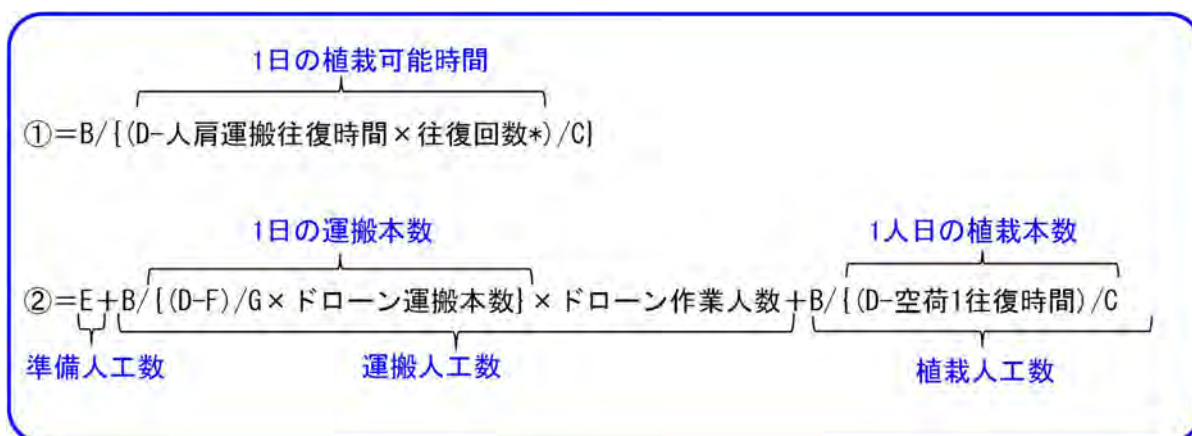 1日の植栽可能時間
①=B/{(D-人肩運搬往復時間×往復回数*)/C}
1日の運搬本数 1人日の植栽本数
②=E+B/{(D-F)/G×ドローン運搬本数}×ドローン作業人数+B/{(D-空荷1往復時間)/C
準備人工数 運搬人工数 植栽人工数